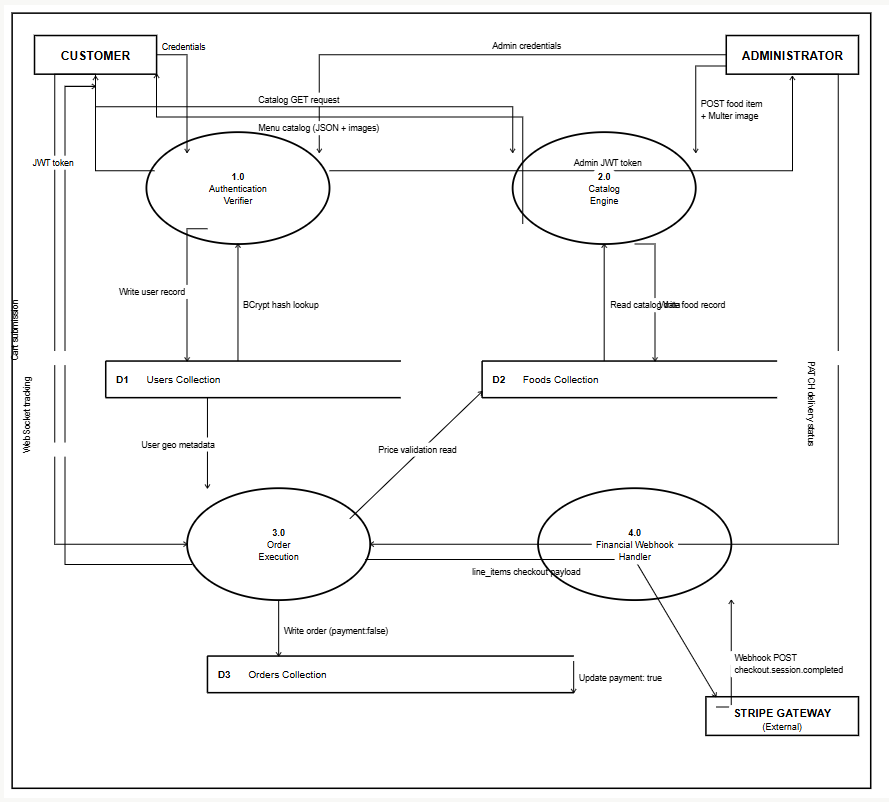 CUSTOMER
Credentials
Admin credentials
ADMINISTRATOR
Catalog GET request
POST food item
+ Multer image
Menu catalog (JSON + images)
JWT token
1.0
Authentication
Verifier
Admin JWT token
2.0
Catalog
Engine
Write user record
BCrypt hash lookup
Read catalog data
Write food record
Cart submission
D1 Users Collection
D2 Foods Collection
WebSocket tracking
PATCH delivery status
User geo metadata
Price validation read
3.0
Order
Execution
4.0
Financial Webhook
Handler
line_items checkout payload
Write order (payment:false)
D3 Orders Collection
Update payment: true
Webhook POST
checkout.session.completed
STRIPE GATEWAY
(External)